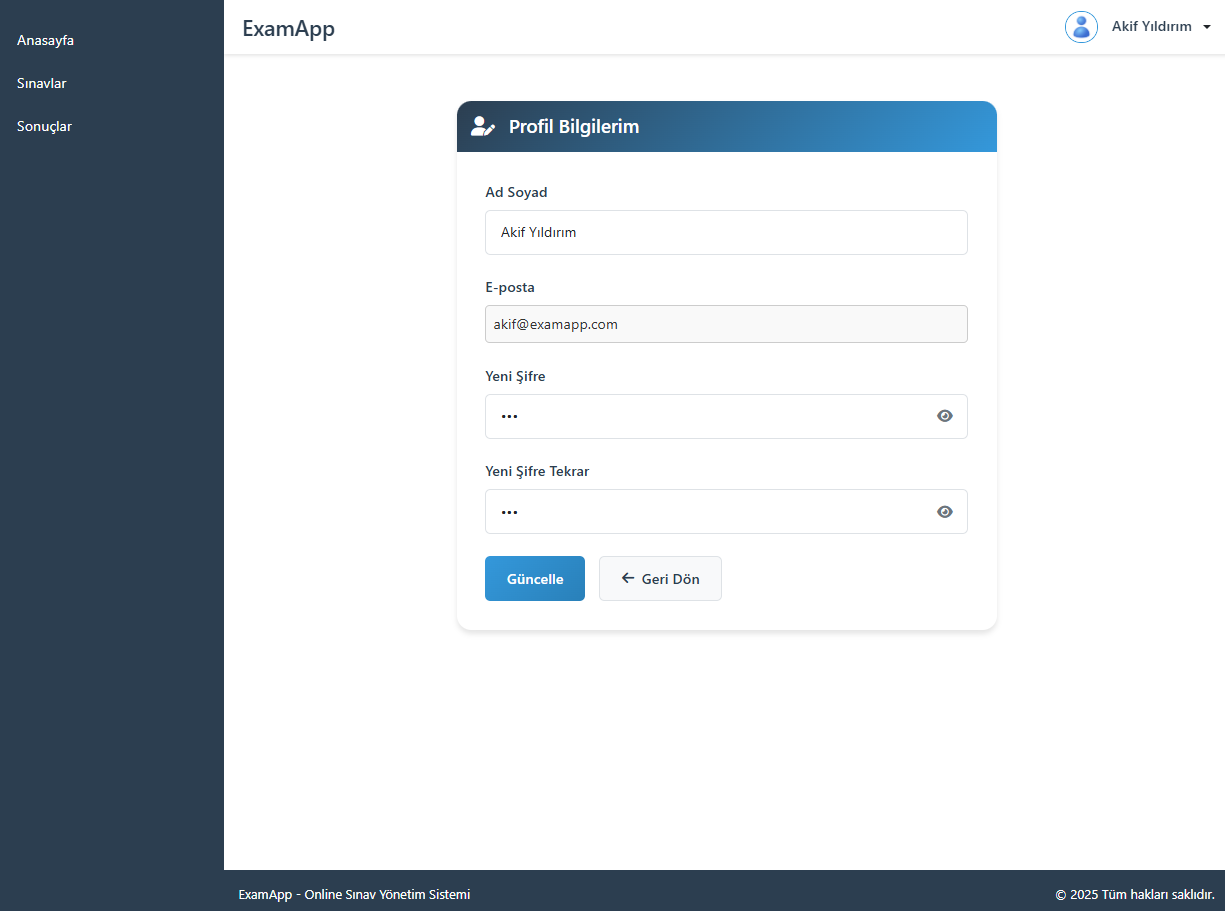 Anasayfa
Sınavlar
Sonuçlar
ExamApp
Akif Yıldırım
Profil Bilgilerim
Ad Soyad
Akif Yıldırım
E-posta
akif@examapp.com
Yeni Şifre
•••
Yeni Şifre Tekrar
•••
Güncelle
Geri Dön
ExamApp - Online Sınav Yönetim Sistemi
© 2025 Tüm hakları saklıdır.